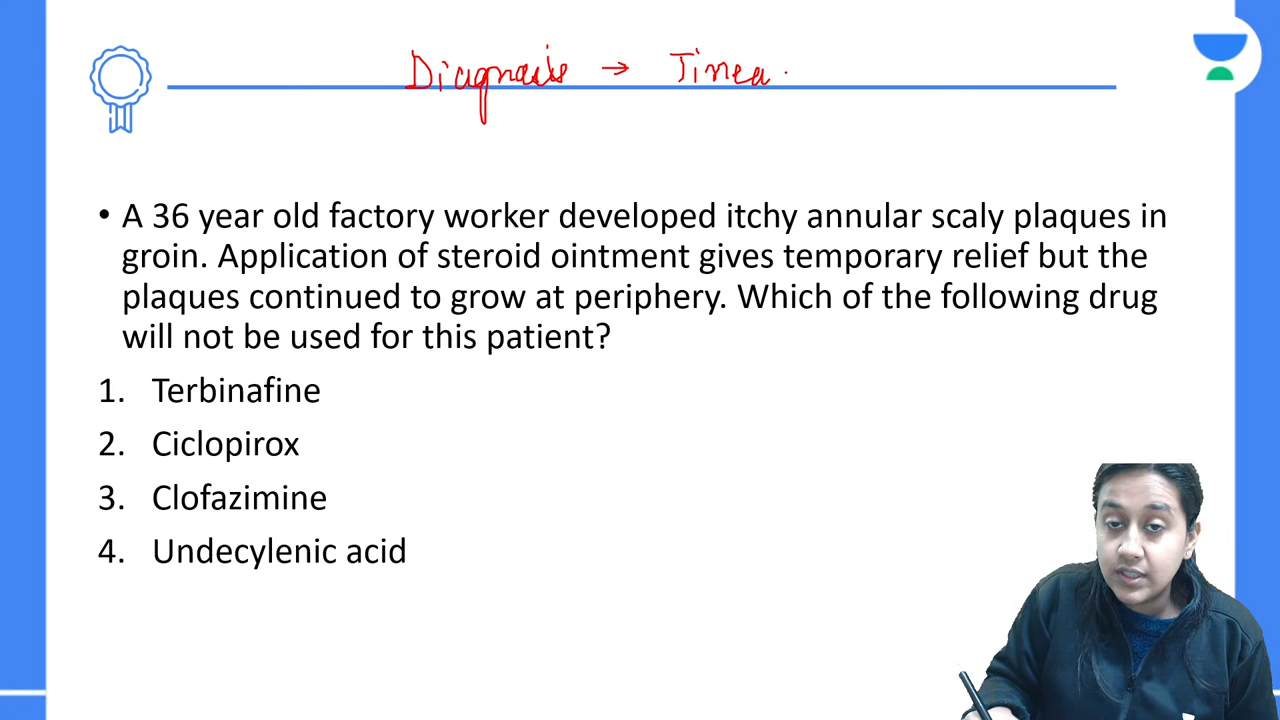 Diagnosis → Tinea.
• A 36 year old factory worker developed itchy annular scaly plaques in
groin. Application of steroid ointment gives temporary relief but the
plaques continued to grow at periphery. Which of the following drug
will not be used for this patient?
1. Terbinafine
2. Ciclopirox
3. Clofazimine
4. Undecylenic acid